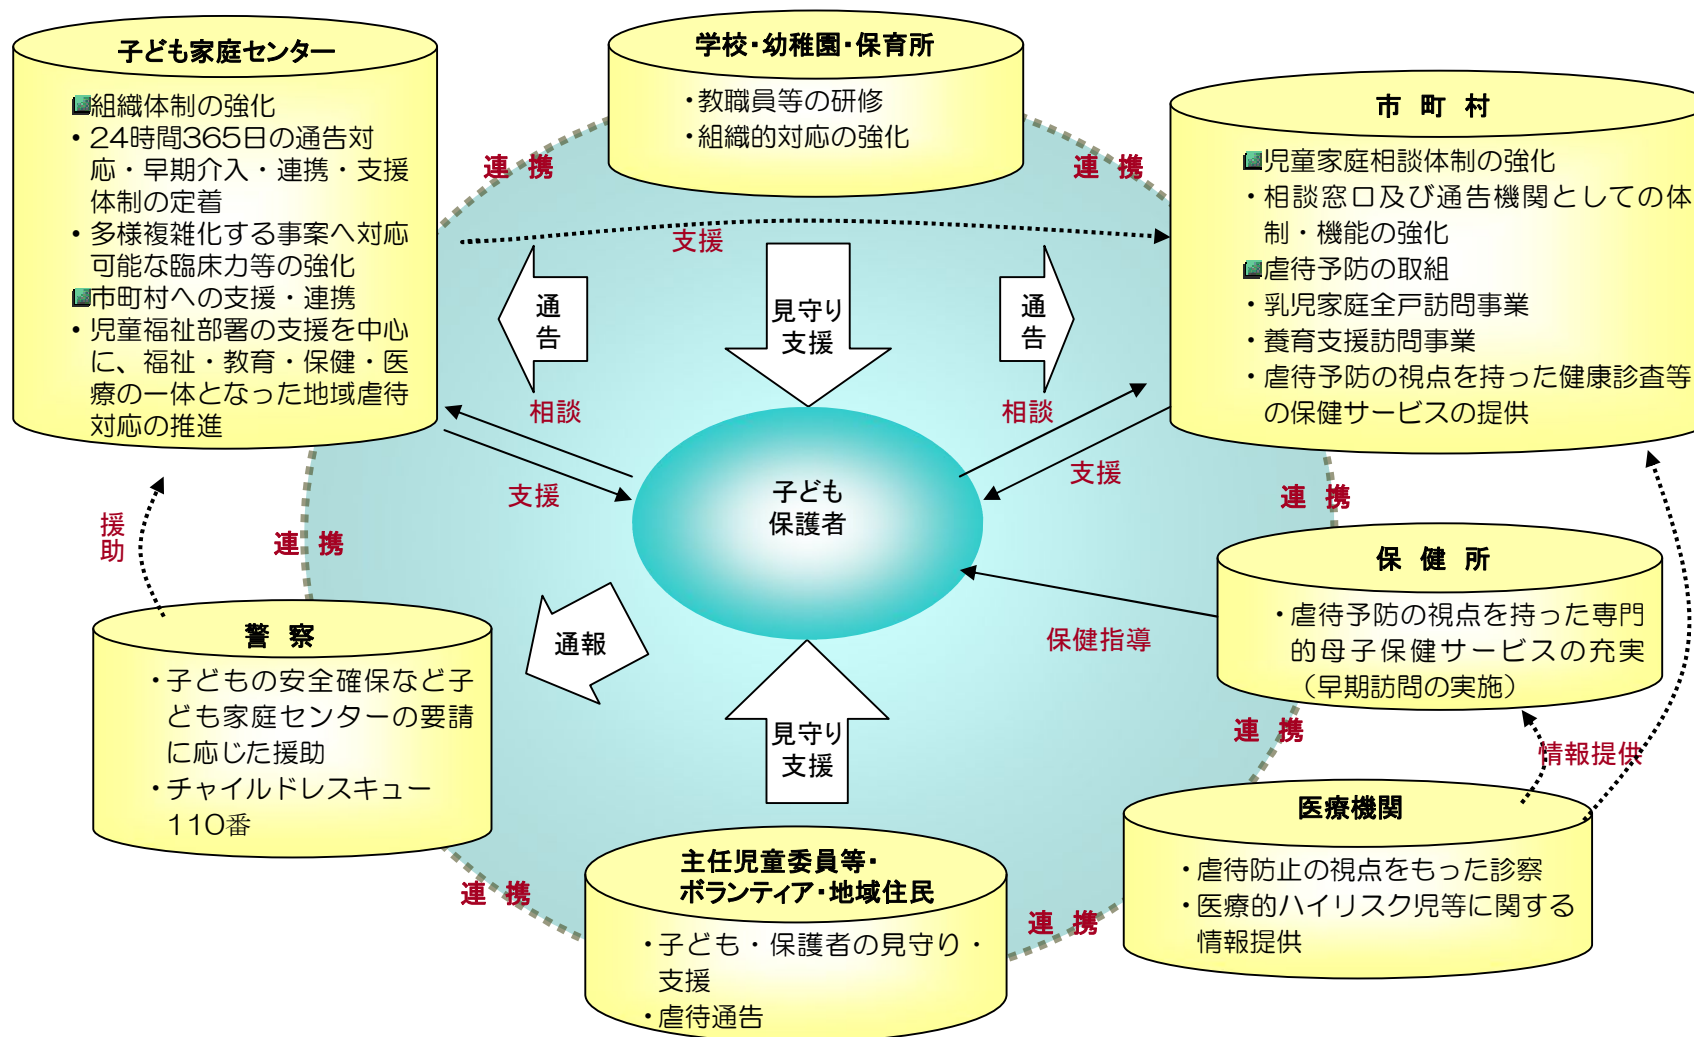 子ども家庭センター
■組織体制の強化
・24時間365日の通告対
応・早期介入・連携・支援
体制の定着
・多様複雑化する事案へ対応
可能な臨床力等の強化
■市町村への支援・連携
・児童福祉部署の支援を中心
に、福祉・教育・保健・医
療の一体となった地域虐待
対応の推進
学校・幼稚園・保育所
・教職員等の研修
・組織的対応の強化
市 町 村
■児童家庭相談体制の強化
・相談窓口及び通告機関としての体
制・機能の強化
■虐待予防の取組
・乳児家庭全戸訪問事業
・養育支援訪問事業
・虐待予防の視点を持った健康診査等
の保健サービスの提供
連 携
連 携
支援
通
告
見守り
支援
通
告
相談
相談
支援
支援
子ども
保護者
援
助
連 携
連 携
保 健 所
・虐待予防の視点を持った専門
的母子保健サービスの充実
（早期訪問の実施）
保健指導
警 察
・子どもの安全確保など子
ども家庭センターの要請
に応じた援助
・チャイルドレスキュー
110番
通報
見守り
支援
連 携
情報提供
医療機関
・虐待防止の視点をもった診察
・医療的ハイリスク児等に関する
情報提供
主任児童委員等・
ボランティア・地域住民
・子ども・保護者の見守り・
支援
・虐待通告
連 携
連 携